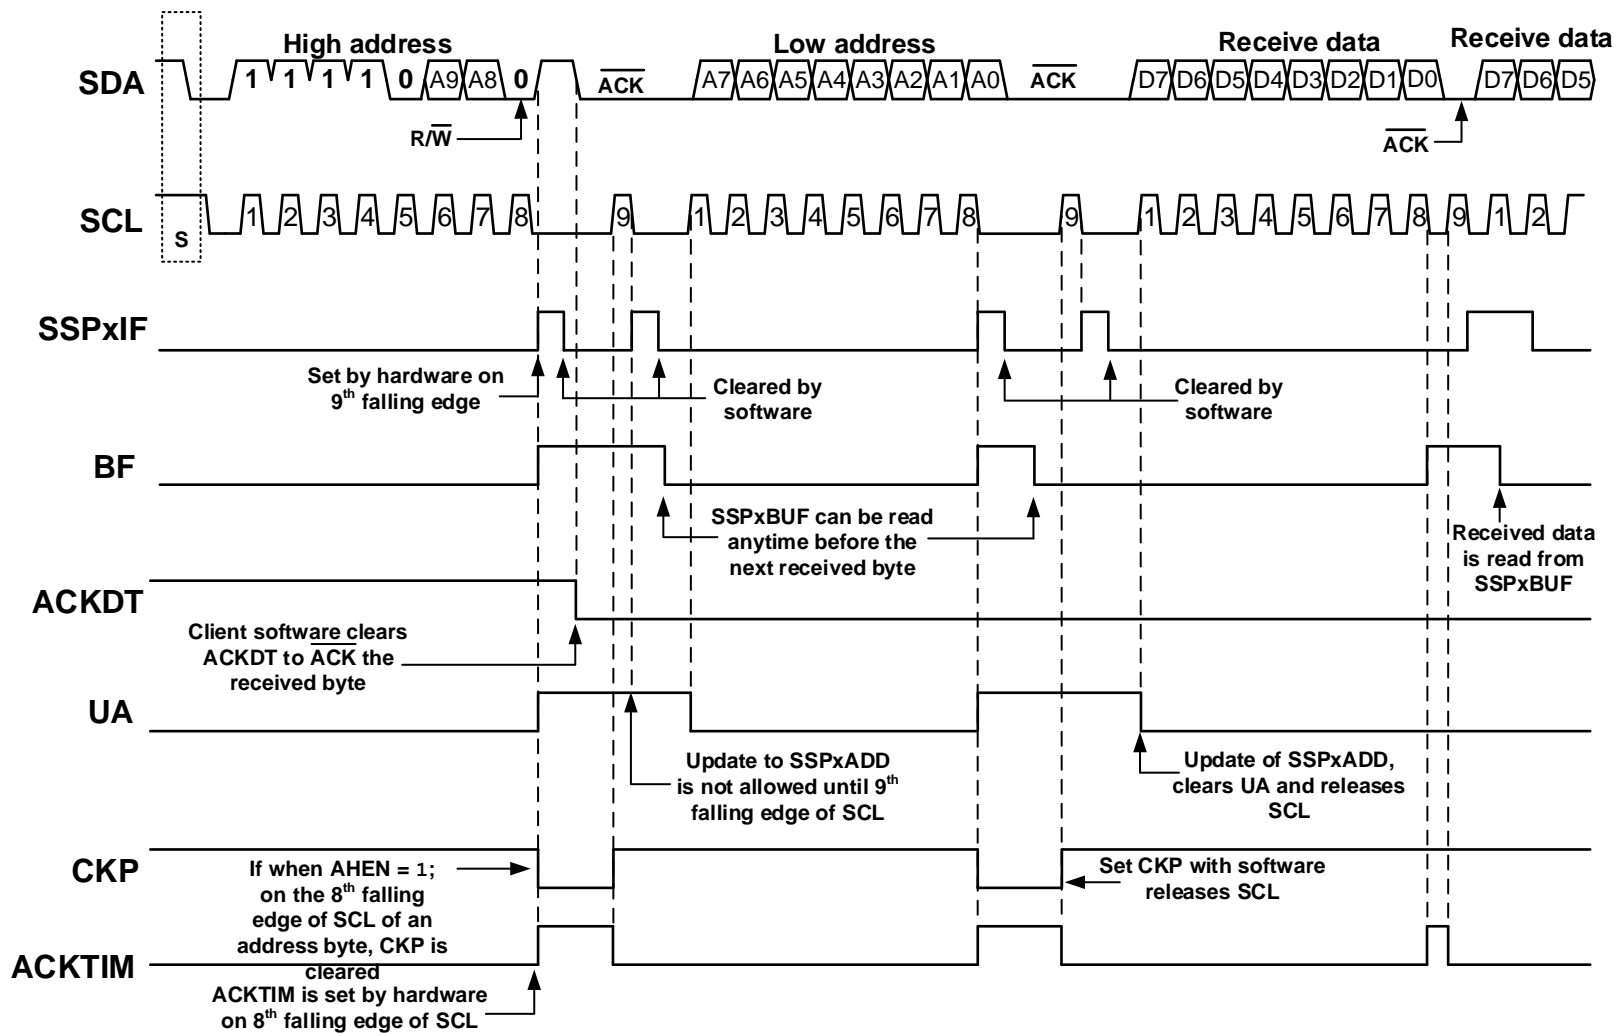 High address
Low address
Receive data
Receive data
SDA
1 1 1 1 0 A9 A8 0
ACK
A7 A6 A5 A4 A3 A2 A1 A0
ACK
D7 D6 D5 D4 D3 D2 D1 D0
D7 D6 D5
R/W
ACK
SCL
S
1 2 3 4 5 6 7 8 9 1 2 3 4 5 6 7 8 9 1 2 3 4 5 6 7 8 9 1 2
SSPxIF
Set by hardware on
9th falling edge
Cleared by
software
Cleared by
software
BF
SSPxBUF can be read
anytime before the
next received byte
Received data
is read from
SSPxBUF
ACKDT
Client software clears
ACKDT to ACK the
received byte
UA
Update to SSPxADD
is not allowed until 9th
falling edge of SCL
Update of SSPxADD,
clears UA and releases
SCL
CKP
If when AHEN = 1;
on the 8th falling
edge of SCL of an
address byte, CKP is
cleared
Set CKP with software
releases SCL
ACKTIM
ACKTIM is set by hardware
on 8th falling edge of SCL